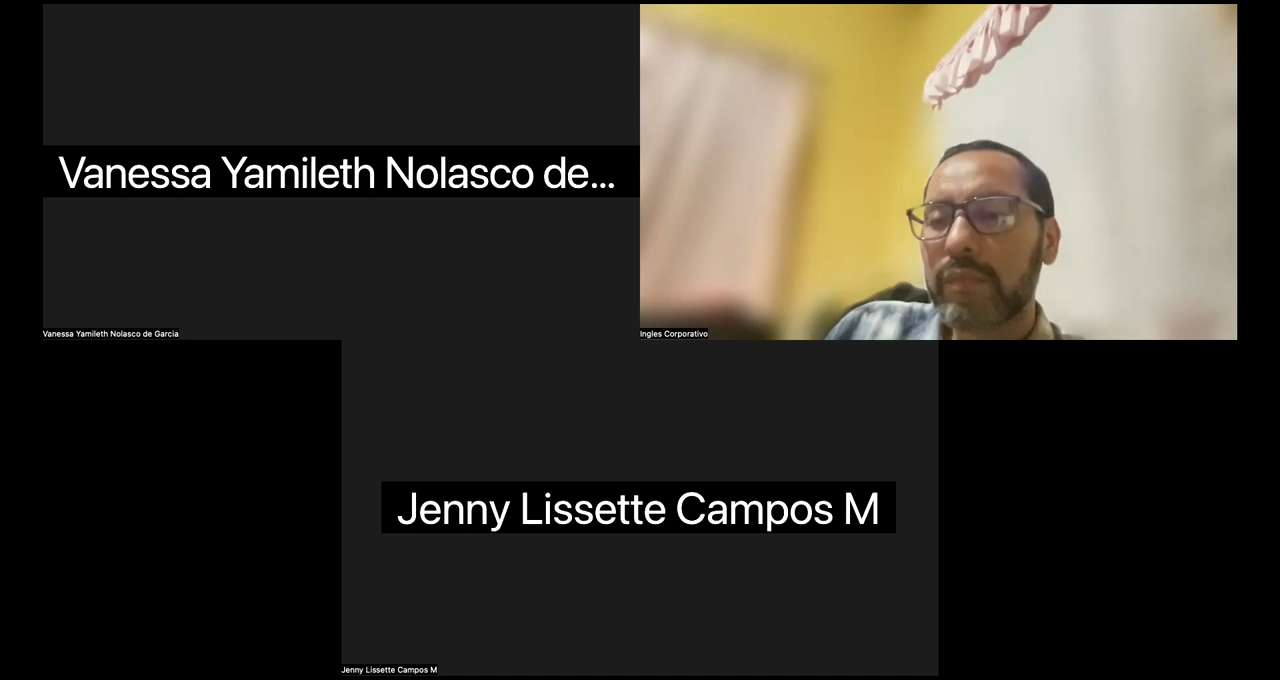 Vanessa Yamileth Nolasco de...
Vanessa Yamileth Nolasco de Garcia
Ingles Corporativo
Jenny Lissette Campos M
Jenny Lissette Campos M